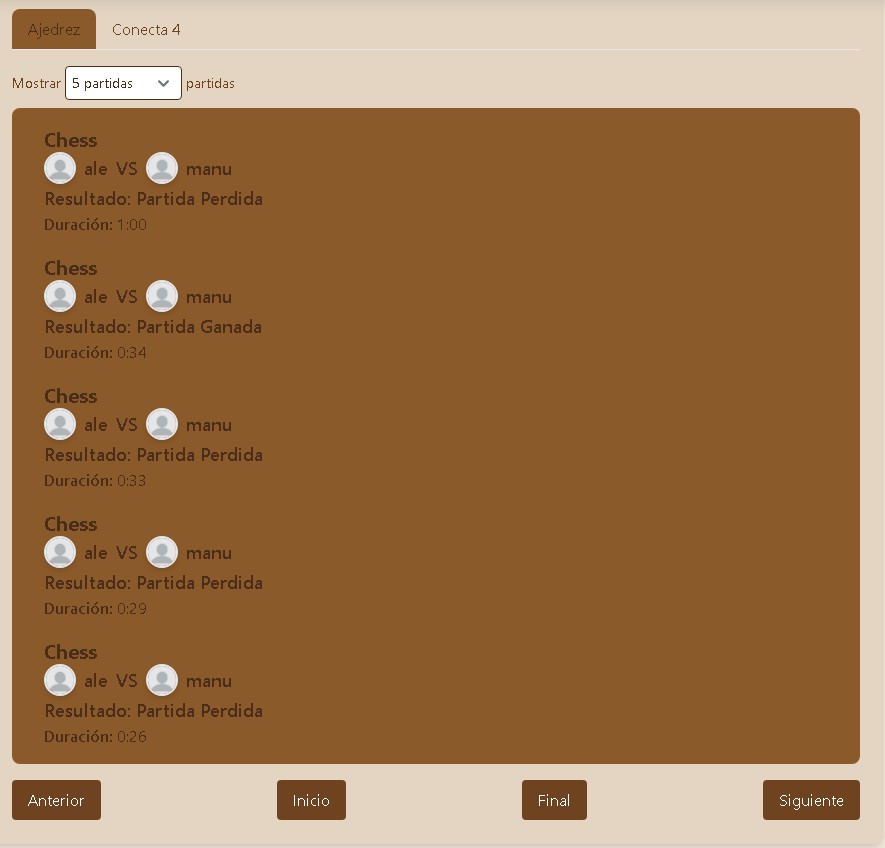 Ajedrez Conecta 4
Mostrar 5 partidas partidas
Chess
ale VS manu
Resultado: Partida Perdida
Duración: 1:00
Chess
ale VS manu
Resultado: Partida Ganada
Duración: 0:34
Chess
ale VS manu
Resultado: Partida Perdida
Duración: 0:33
Chess
ale VS manu
Resultado: Partida Perdida
Duración: 0:29
Chess
ale VS manu
Resultado: Partida Perdida
Duración: 0:26
Anterior Inicio Final Siguiente